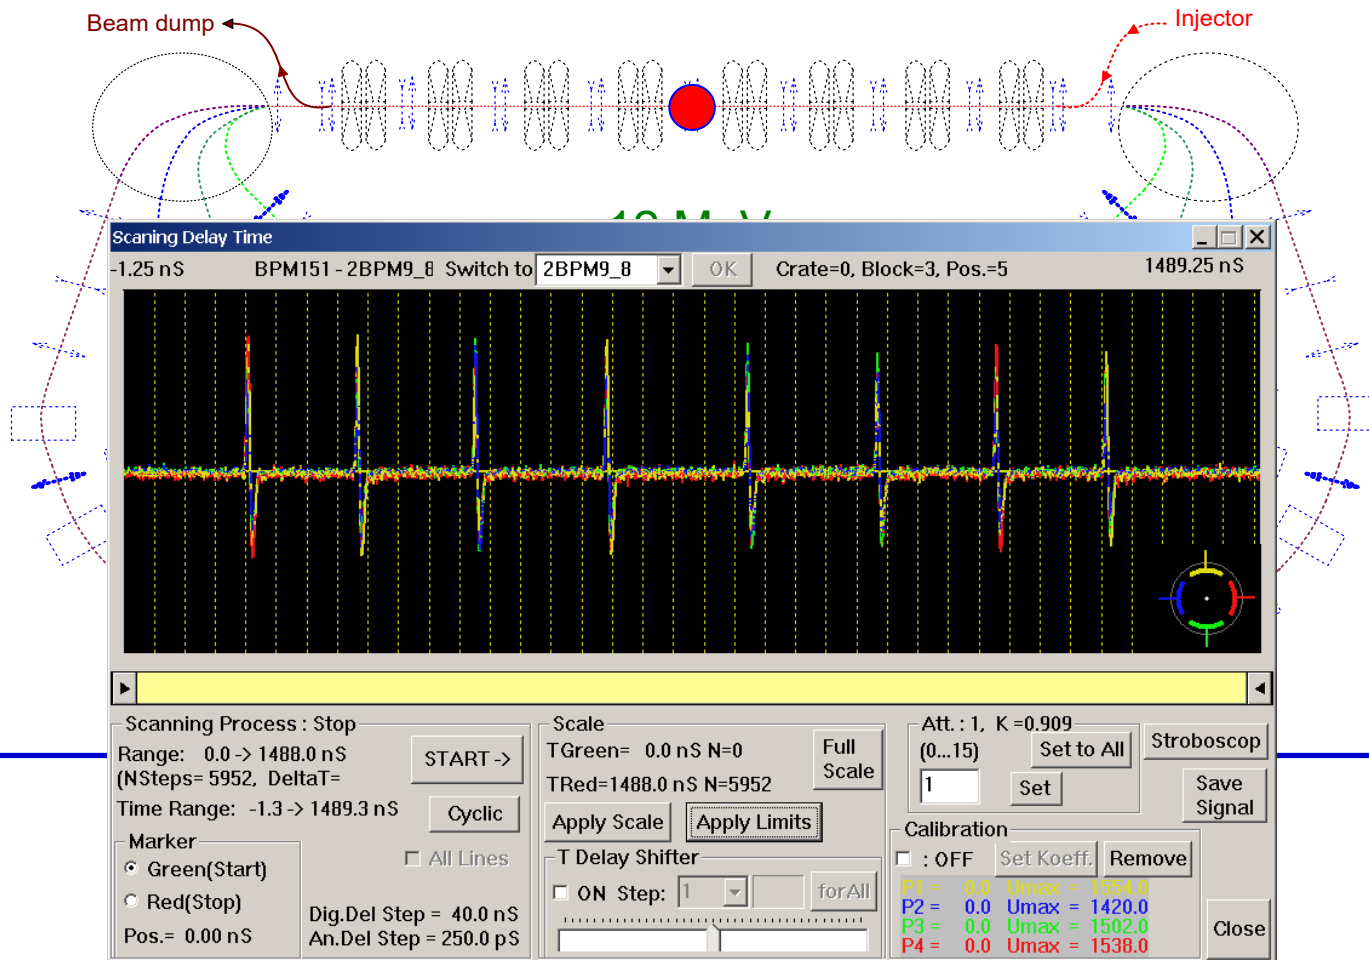 Beam dump
Injector
Scaning Delay Time
-1.25 nS BPM151 - 2BPM9_8 Switch to 2BPM9_8 OK Crate=0, Block=3, Pos.=5 1489.25 nS
Scanning Process : Stop
Range: 0.0 -> 1488.0 nS
(NSteps= 5952, DeltaT=
Time Range: -1.3 -> 1489.3 nS
START ->
Cyclic
Marker
Green(Start)
Red(Stop)
Pos.= 0.00 nS
All Lines
Dig.Del Step = 40.0 nS
An.Del Step = 250.0 pS
Scale
TGreen= 0.0 nS N=0
TRed=1488.0 nS N=5952
Full
Scale
Apply Scale Apply Limits
T Delay Shifter
ON Step: 1 forAll
Att. : 1, K =0.909
(0...15) Set to All
1 Set
Stroboscop
Save
Signal
Calibration
: OFF Set Koeff. Remove
P1 = 0.0 Umax = 1554.0
P2 = 0.0 Umax = 1420.0
P3 = 0.0 Umax = 1502.0
P4 = 0.0 Umax = 1538.0
Close